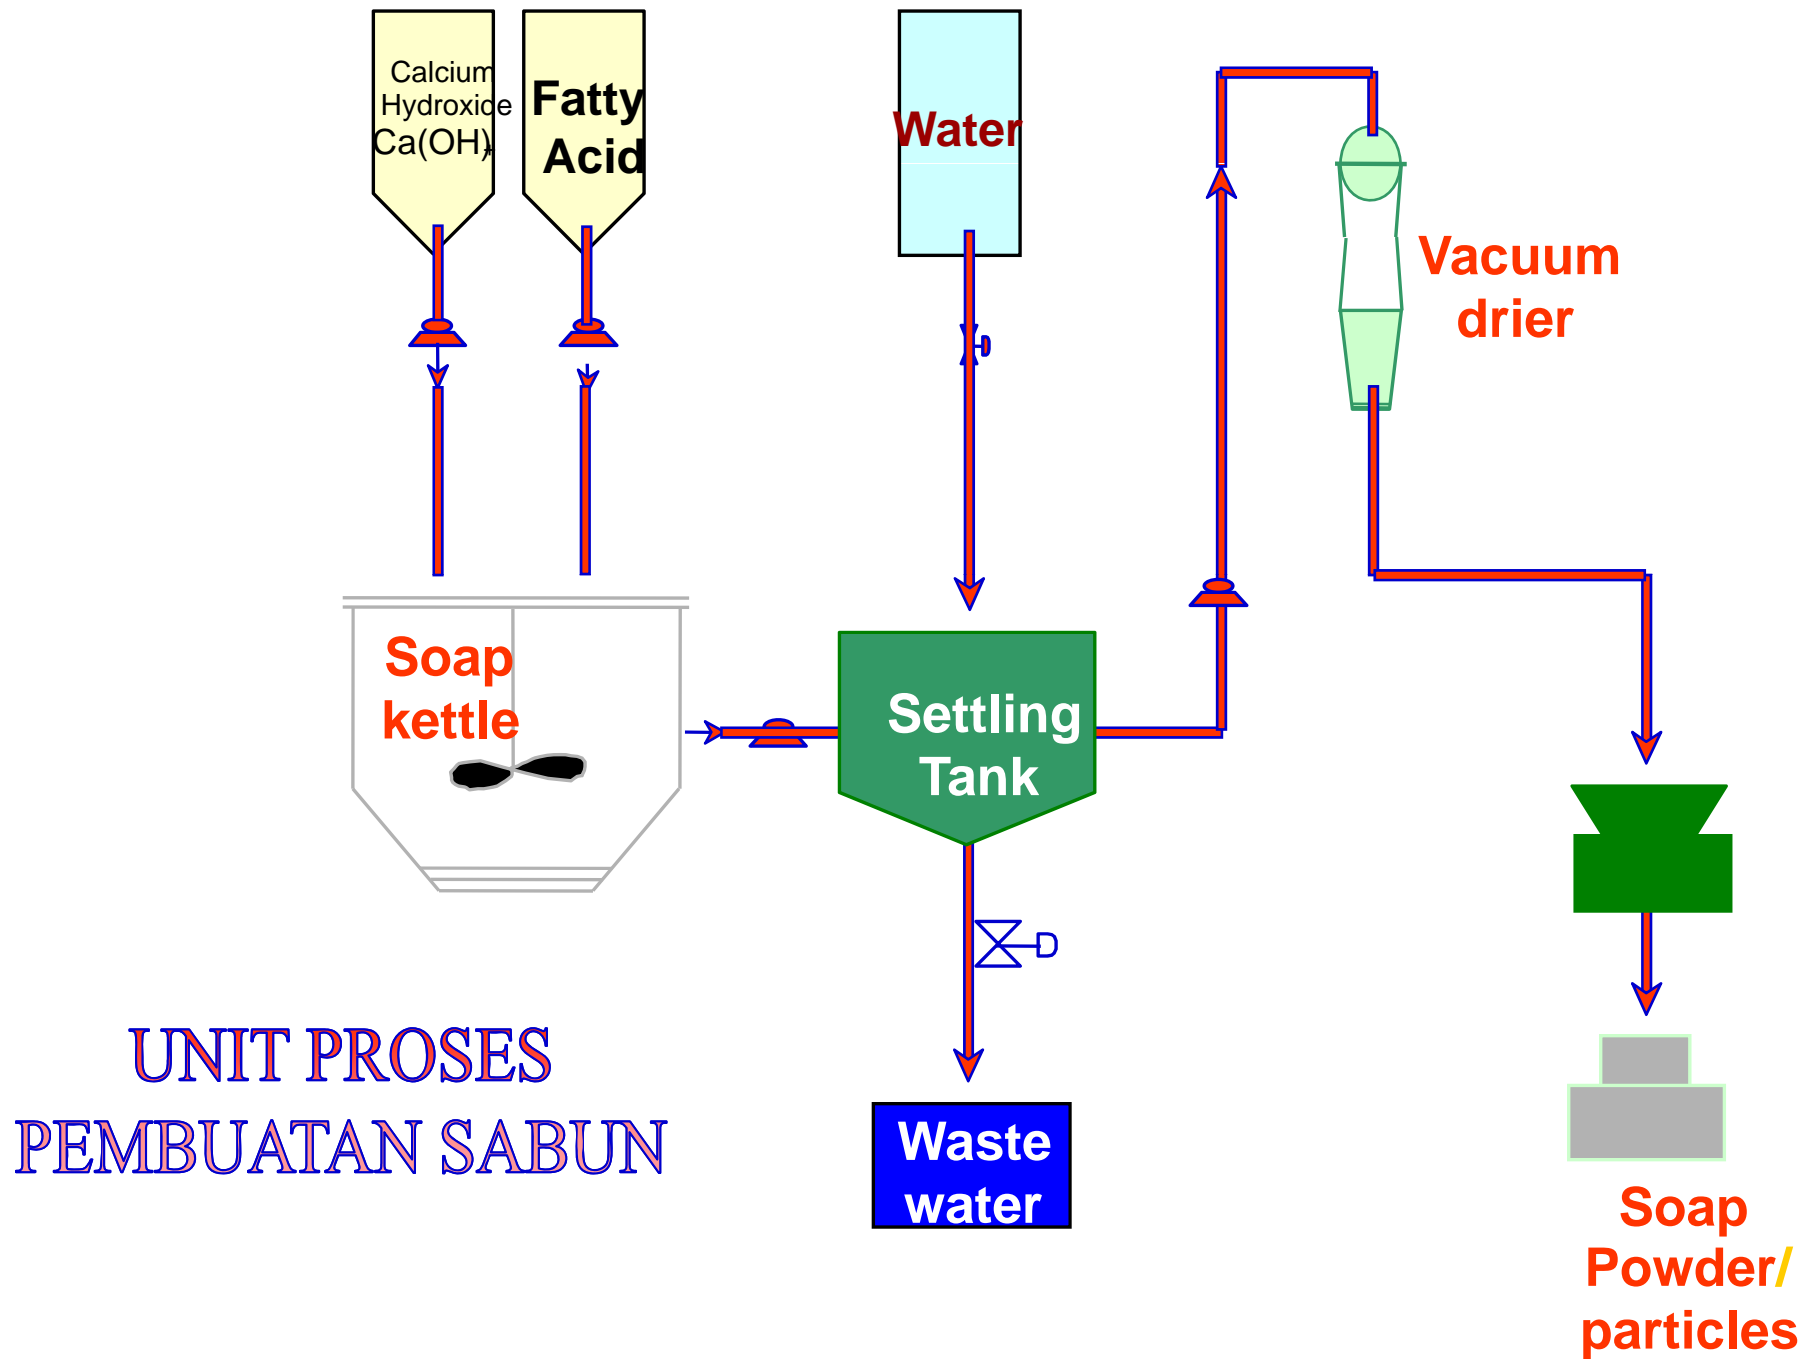 Calcium
Hydroxide
Ca(OH)
Fatty
Acid
Water
Vacuum
drier
Soap
kettle
Settling
Tank
UNIT PROSES
PEMBUATAN SABUN
Waste
water
Soap
Powder/
particles